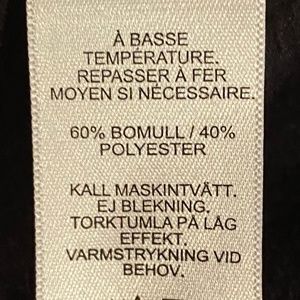 À BASSE
TEMPÉRATURE.
REPASSER À FER
MOYEN SI NÉCESSAIRE.
60% BOMULL / 40%
POLYESTER
KALL MASKINTVÄTT.
EJ BLEKNING.
TORKTUMLA PÅ LÅG
EFFEKT.
VARMSTRYKNING VID
BEHOV.